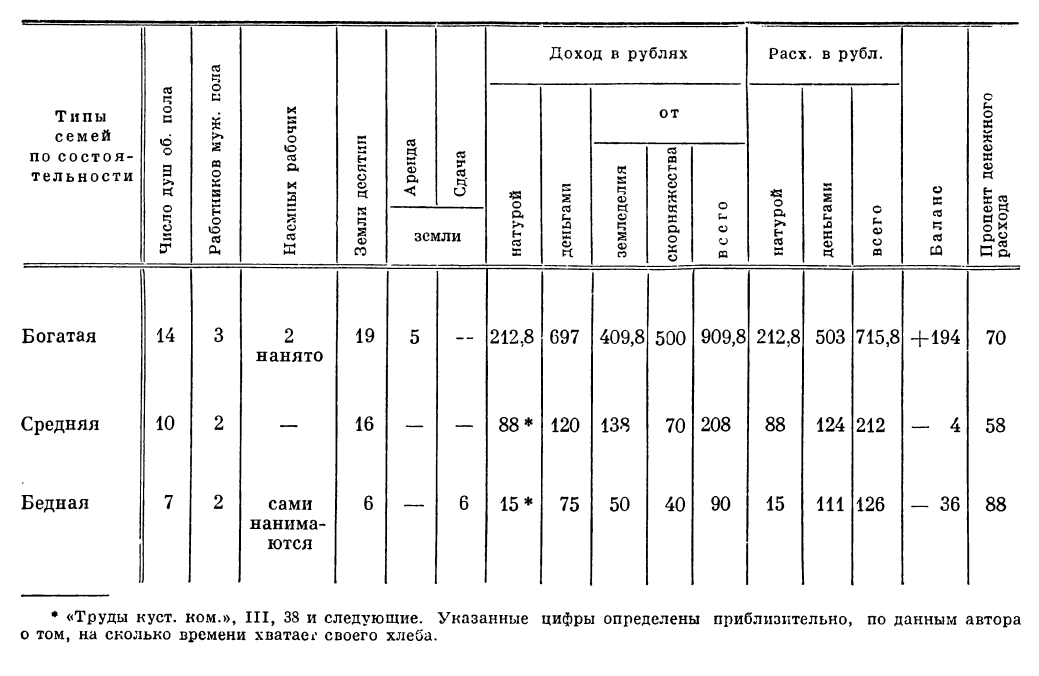 Типы семей по состоятельности | Число душ об. пола | Работников муж. пола | Наемных рабочих | Земли десятин | Аренда земли | Сдача земли | Доход в рублях натурой | Доход в рублях деньгами | Доход в рублях от земледелия | Доход в рублях от скорняжества | Доход в рублях всего | Расх. в рубл. натурой | Расх. в рубл. деньгами | Расх. в рубл. всего | Баланс | Процент денежного расхода
Богатая | 14 | 3 | 2 нанято | 19 | 5 | — | 212,8 | 697 | 409,8 | 500 | 909,8 | 212,8 | 503 | 715,8 | +194 | 70
Средняя | 10 | 2 | — | 16 | — | — | 88 * | 120 | 138 | 70 | 208 | 88 | 124 | 212 | — 4 | 58
Бедная | 7 | 2 | сами нанимаются | 6 | — | 6 | 15 * | 75 | 50 | 40 | 90 | 15 | 111 | 126 | — 36 | 88
* «Труды куст. ком.», III, 38 и следующие. Указанные цифры определены приблизительно, по данным автора
о том, на сколько времени хватает своего хлеба.